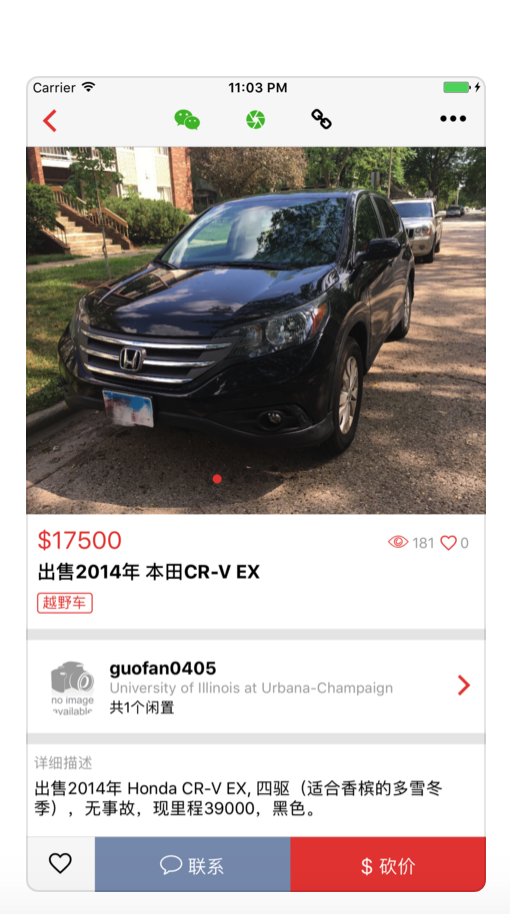 Carrier 11:03 PM
$17500 181 0
出售2014年 本田CR-V EX
越野车
guofan0405
University of Illinois at Urbana-Champaign
共1个闲置
no image
available
详细描述
出售2014年 Honda CR-V EX, 四驱（适合香槟的多雪冬
季），无事故，现里程39000，黑色。
联系 $ 砍价